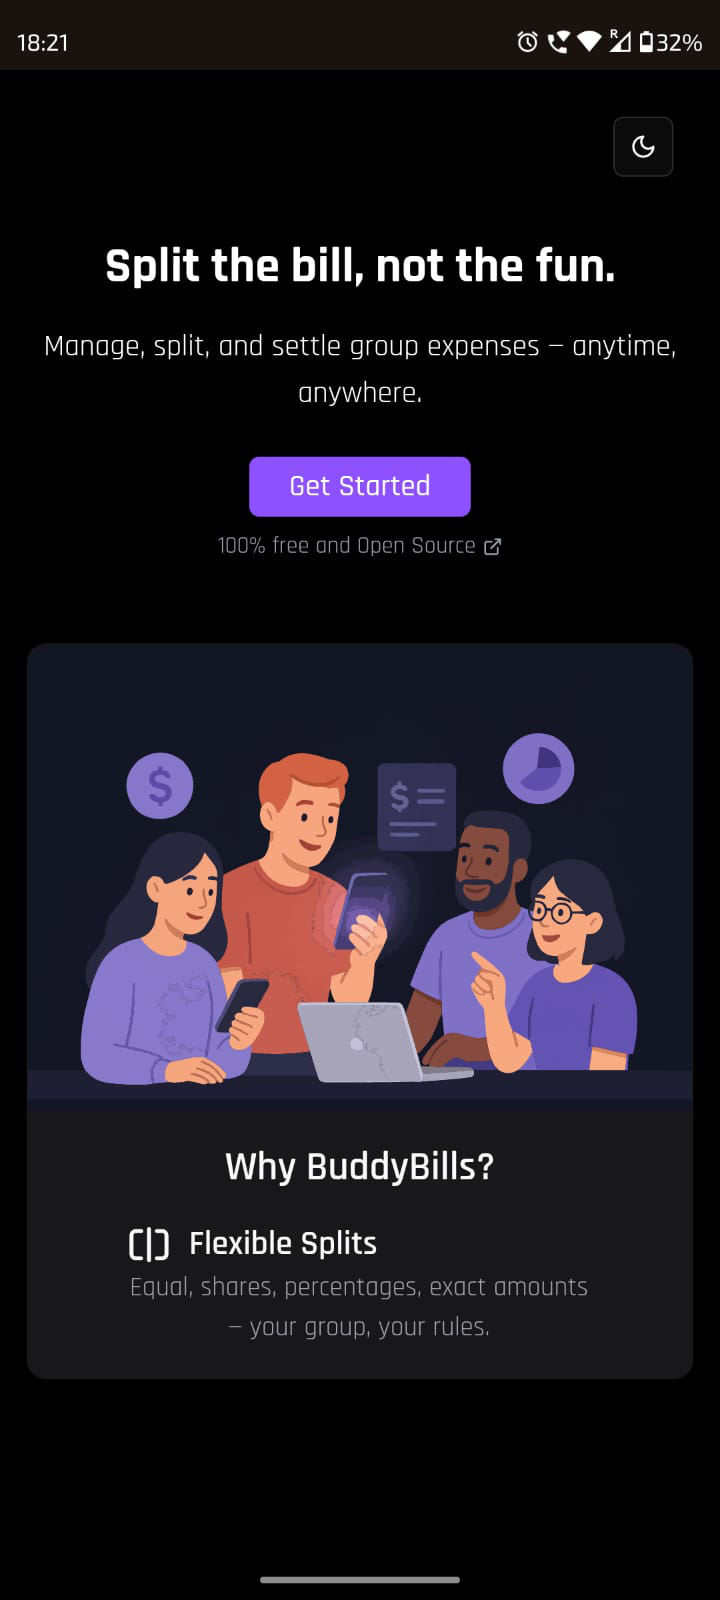 18:21
R
32%
Split the bill, not the fun.
Manage, split, and settle group expenses – anytime,
anywhere.
Get Started
100% free and Open Source
$
$
Why BuddyBills?
Flexible Splits
Equal, shares, percentages, exact amounts
– your group, your rules.